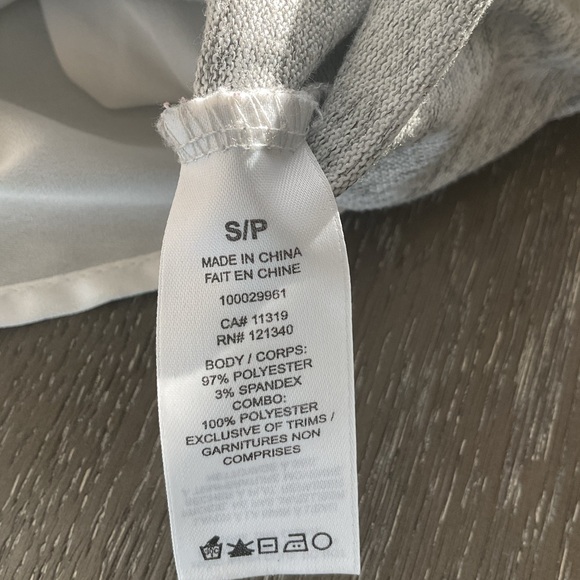 S/P
MADE IN CHINA
FAIT EN CHINE
100029961
CA# 11319
RN# 121340
BODY / CORPS:
97% POLYESTER
3% SPANDEX
COMBO:
100% POLYESTER
EXCLUSIVE OF TRIMS /
GARNITURES NON
COMPRISES